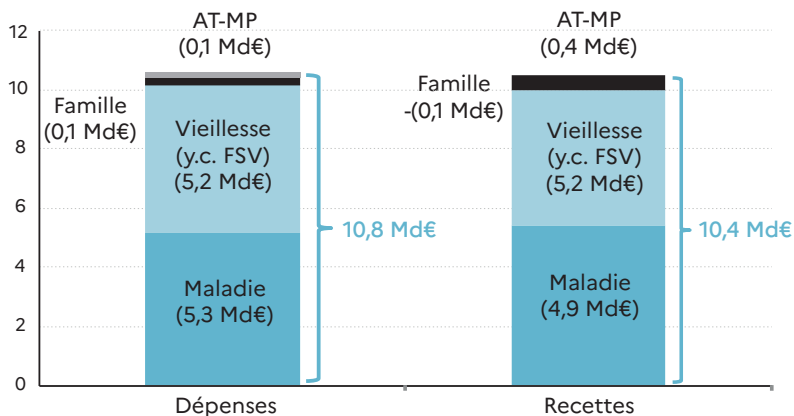 12
10
8
6
4
2
0
AT-MP
(0,1 Md€)
Famille
(0,1 Md€)
Vieillesse
(y.c. FSV)
(5,2 Md€)
Maladie
(5,3 Md€)
10,8 Md€
Dépenses
AT-MP
(0,4 Md€)
Famille
-(0,1 Md€)
Vieillesse
(y.c. FSV)
(5,2 Md€)
Maladie
(4,9 Md€)
10,4 Md€
Recettes